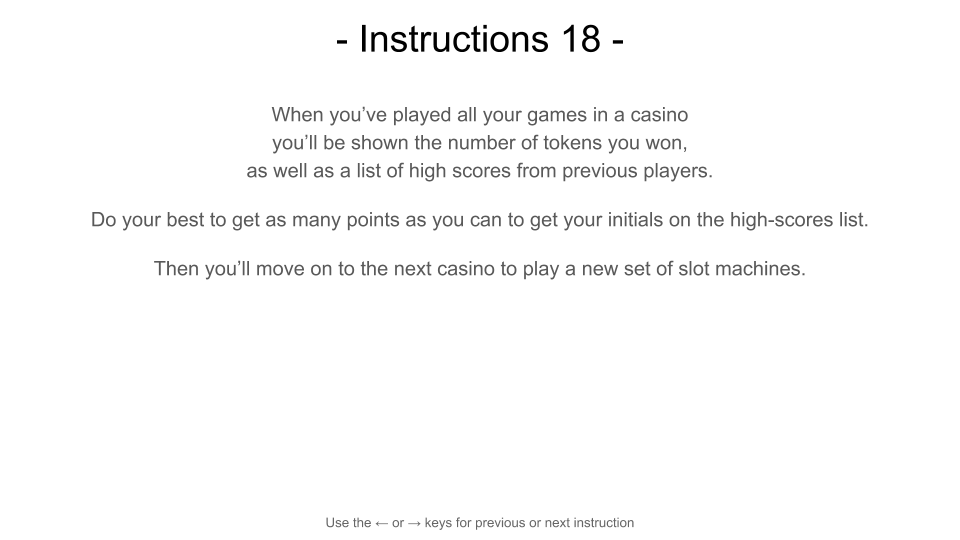 - Instructions 18 -
When you’ve played all your games in a casino
you’ll be shown the number of tokens you won,
as well as a list of high scores from previous players.
Do your best to get as many points as you can to get your initials on the high-scores list.
Then you’ll move on to the next casino to play a new set of slot machines.
Use the ← or → keys for previous or next instruction